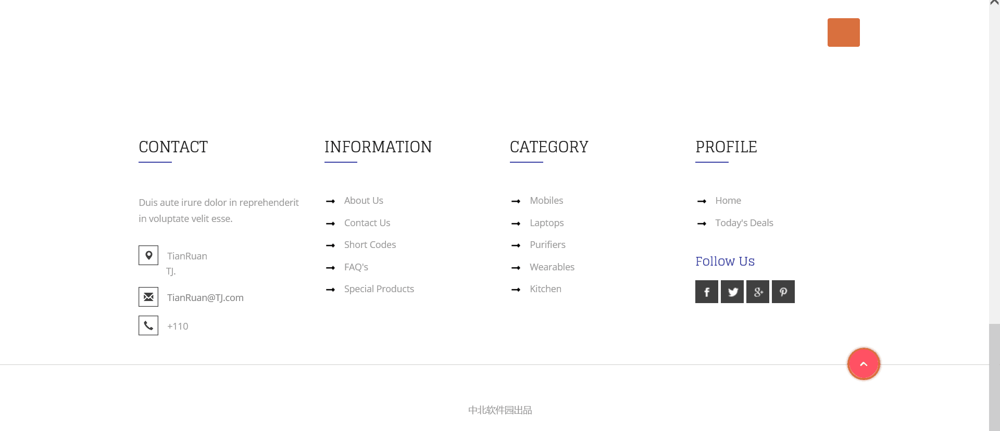 CONTACT
Duis aute irure dolor in reprehenderit
in voluptate velit esse.
TianRuan
TJ.
TianRuan@TJ.com
+110
INFORMATION
About Us
Contact Us
Short Codes
FAQ's
Special Products
CATEGORY
Mobiles
Laptops
Purifiers
Wearables
Kitchen
PROFILE
Home
Today's Deals
Follow Us
中北软件园出品